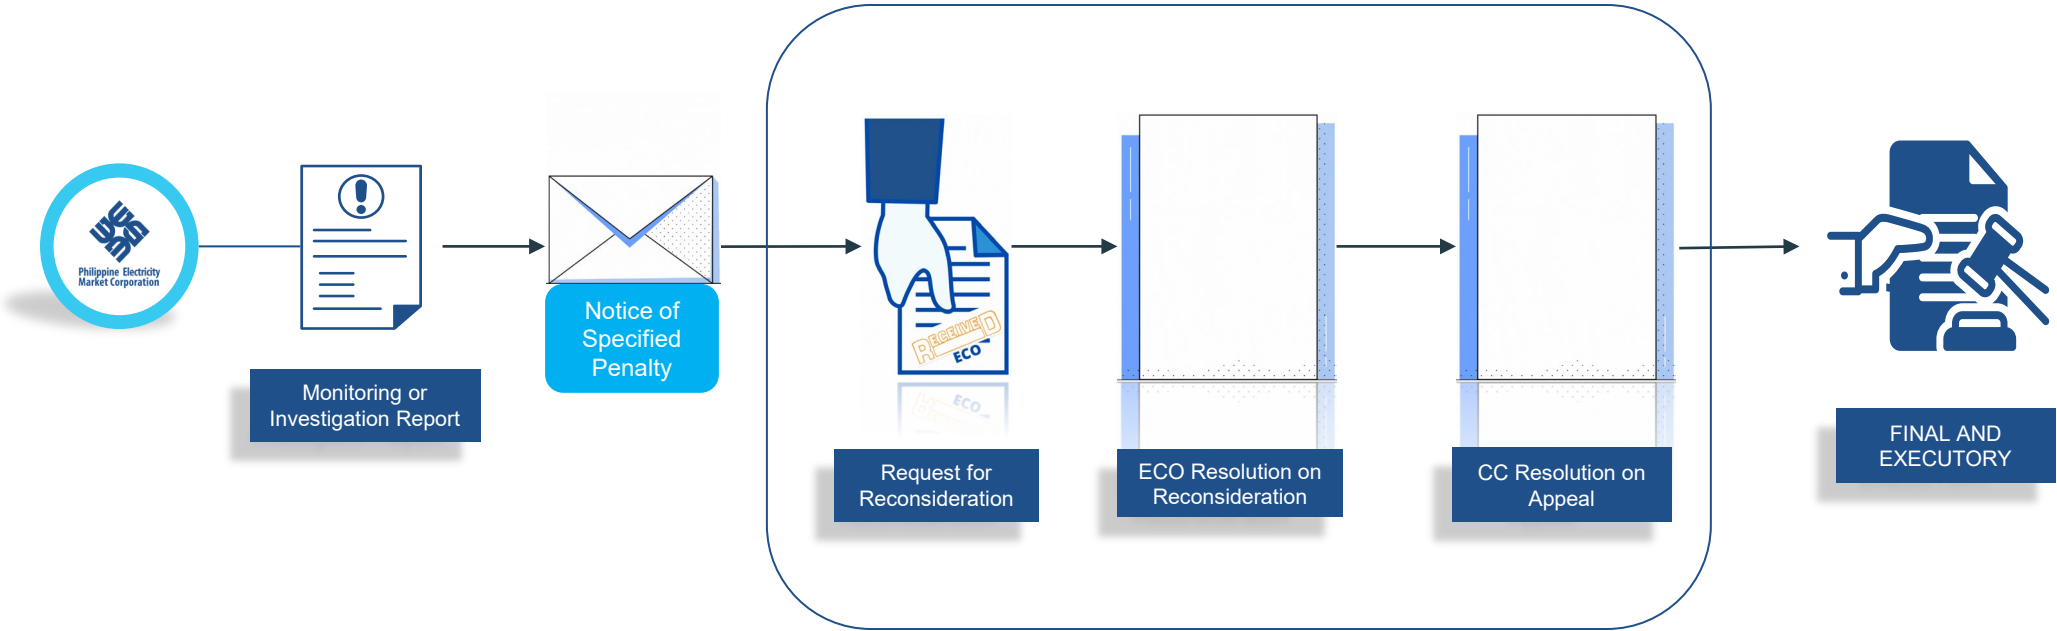 Philippine Electricity
Market Corporation
Monitoring or
Investigation Report
Notice of
Specified
Penalty
RECEIVED
ECO
Request for
Reconsideration
ECO Resolution on
Reconsideration
CC Resolution on
Appeal
FINAL AND
EXECUTORY